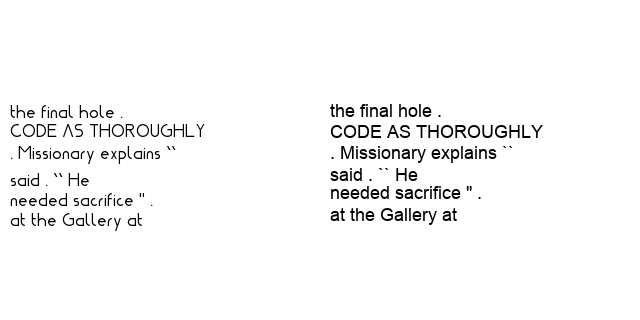 the final hole .
CODE AS THOROUGHLY
. Missionary explains ``
said . `` He
needed sacrifice " .
at the Gallery at
the final hole .
CODE AS THOROUGHLY
. Missionary explains ``
said . `` He
needed sacrifice " .
at the Gallery at